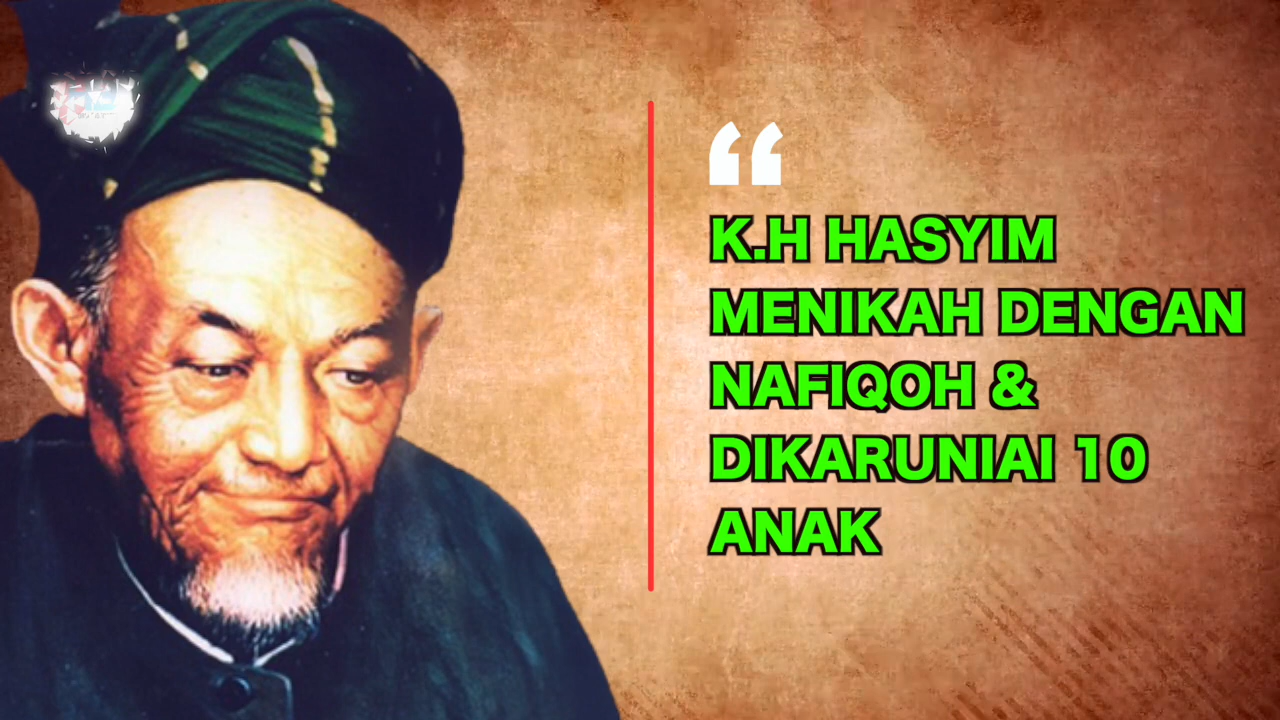 “
K.H HASYIM
MENIKAH DENGAN
NAFIQOH &
DIKARUNIAI 10
ANAK